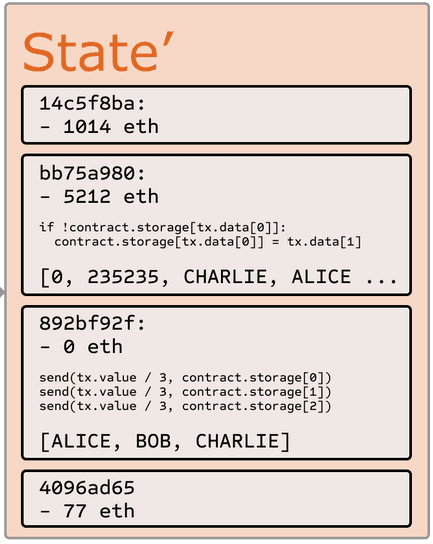 State′
14c5f8ba:
- 1014 eth
bb75a980:
- 5212 eth
if !contract.storage[tx.data[0]]:
contract.storage[tx.data[0]] = tx.data[1]
[0, 235235, CHARLIE, ALICE ...
892bf92f:
- 0 eth
send(tx.value / 3, contract.storage[0])
send(tx.value / 3, contract.storage[1])
send(tx.value / 3, contract.storage[2])
[ALICE, BOB, CHARLIE]
4096ad65
- 77 eth